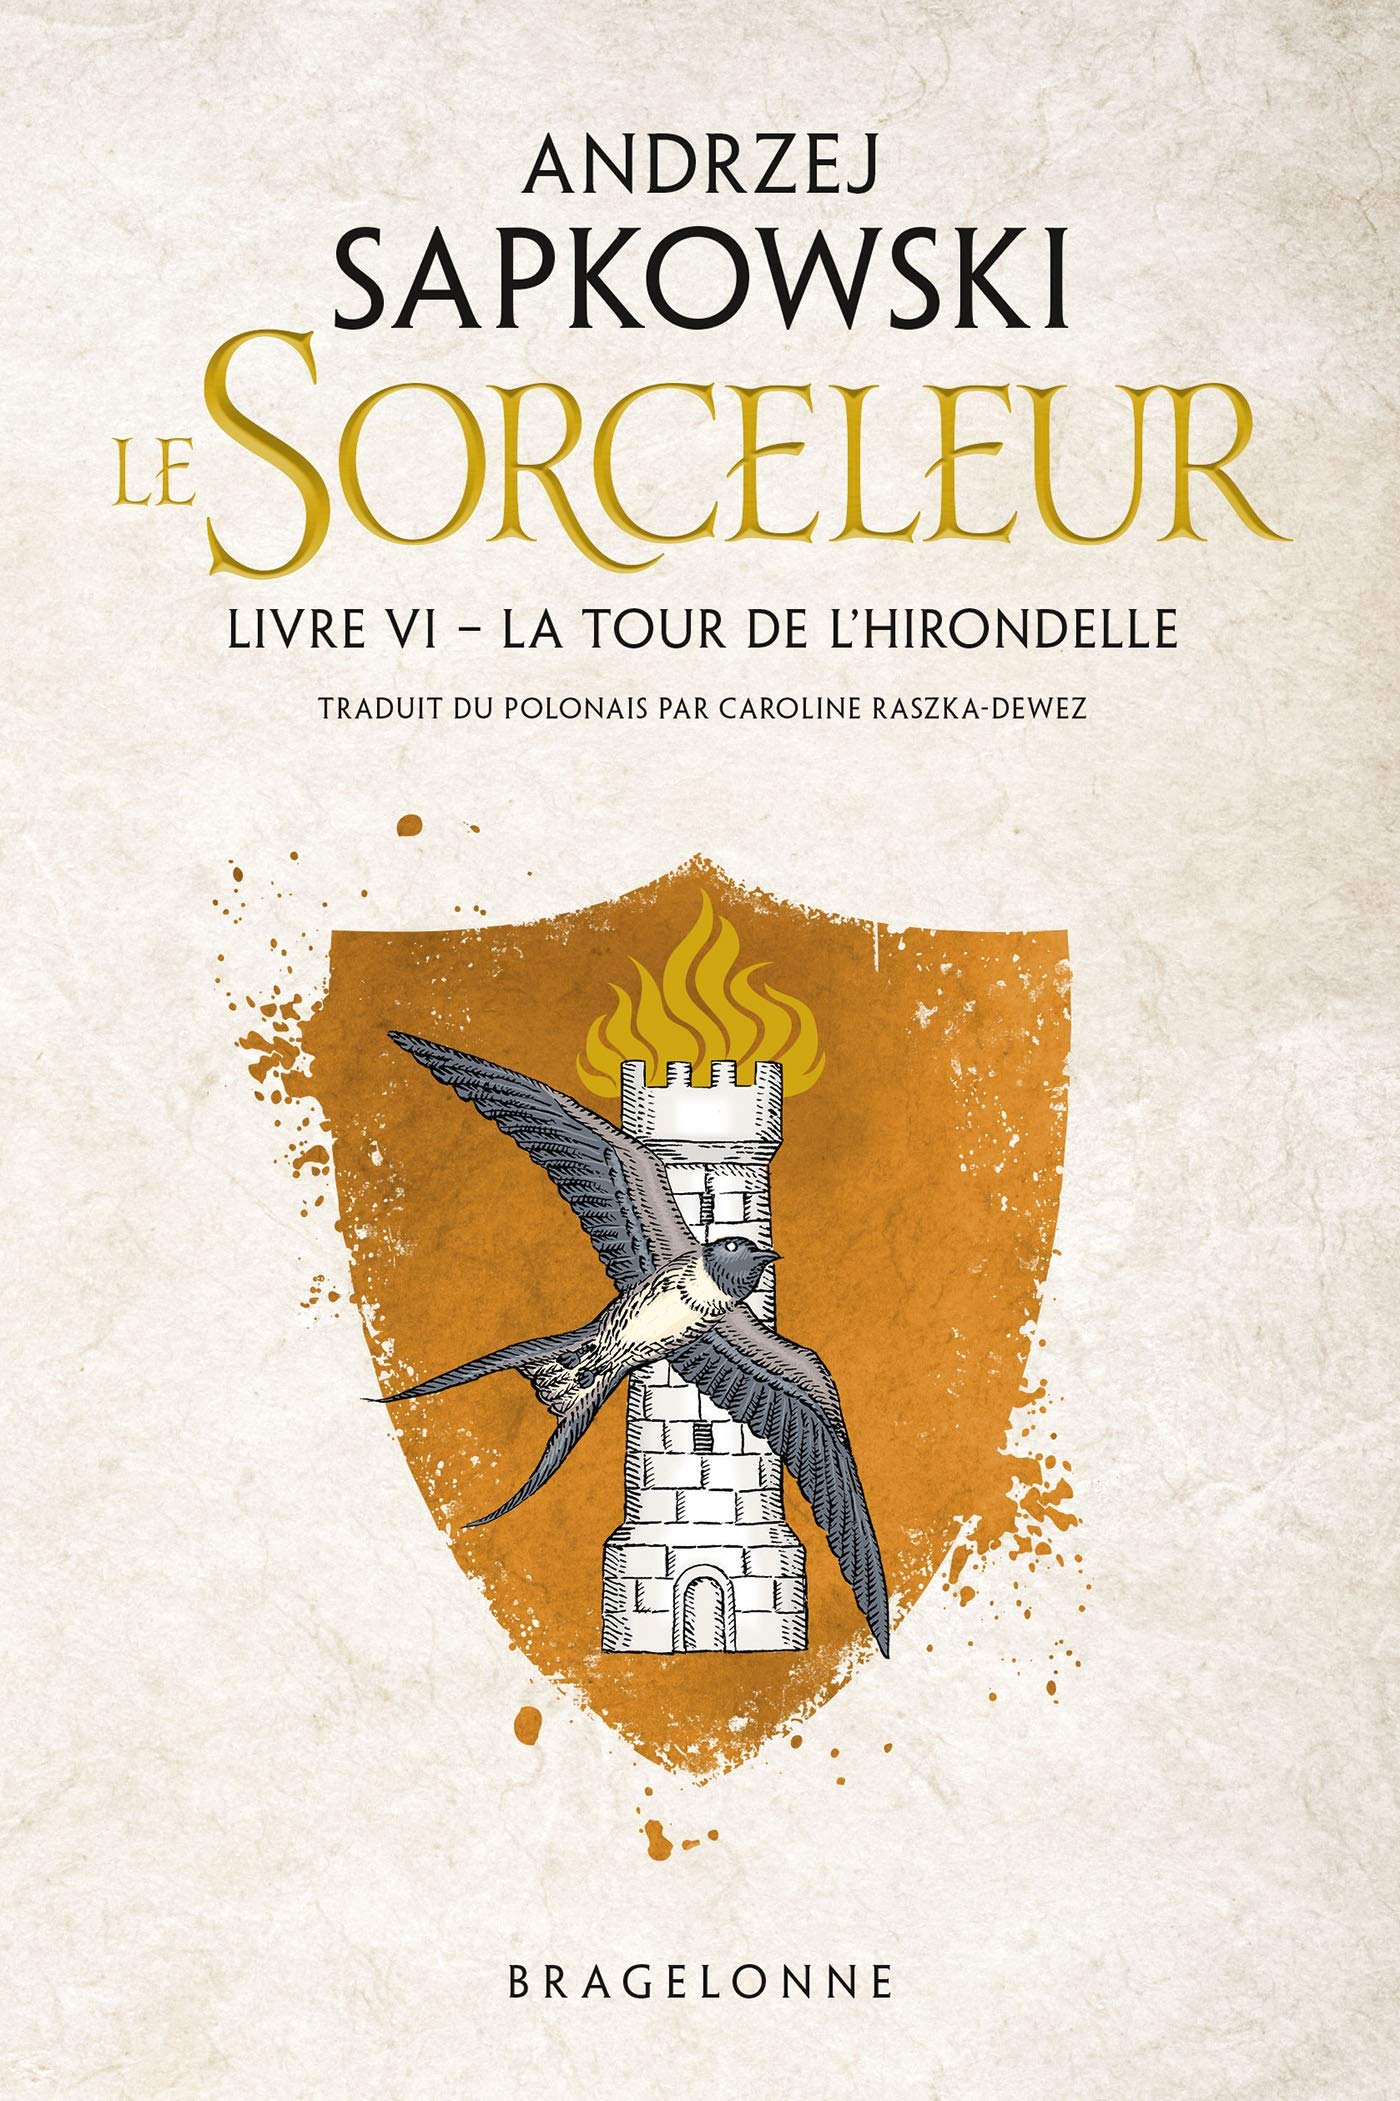 ANDRZEJ
SAPKOWSKI
LE SORCELEUR
LIVRE VI – LA TOUR DE L'HIRONDELLE
TRADUIT DU POLONAIS PAR CAROLINE RASZKA-DEWEZ
BRAGELONNE